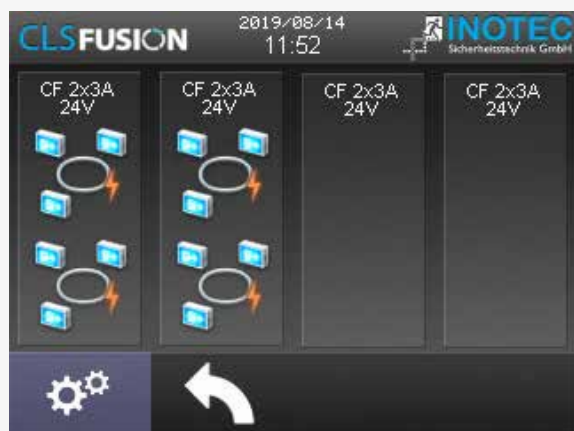 CLSFUSION
2019/08/14
11:52
INOTEC
Sicherheitstechnik GmbH
CF 2x3A
24V
CF 2x3A
24V
CF 2x3A
24V
CF 2x3A
24V